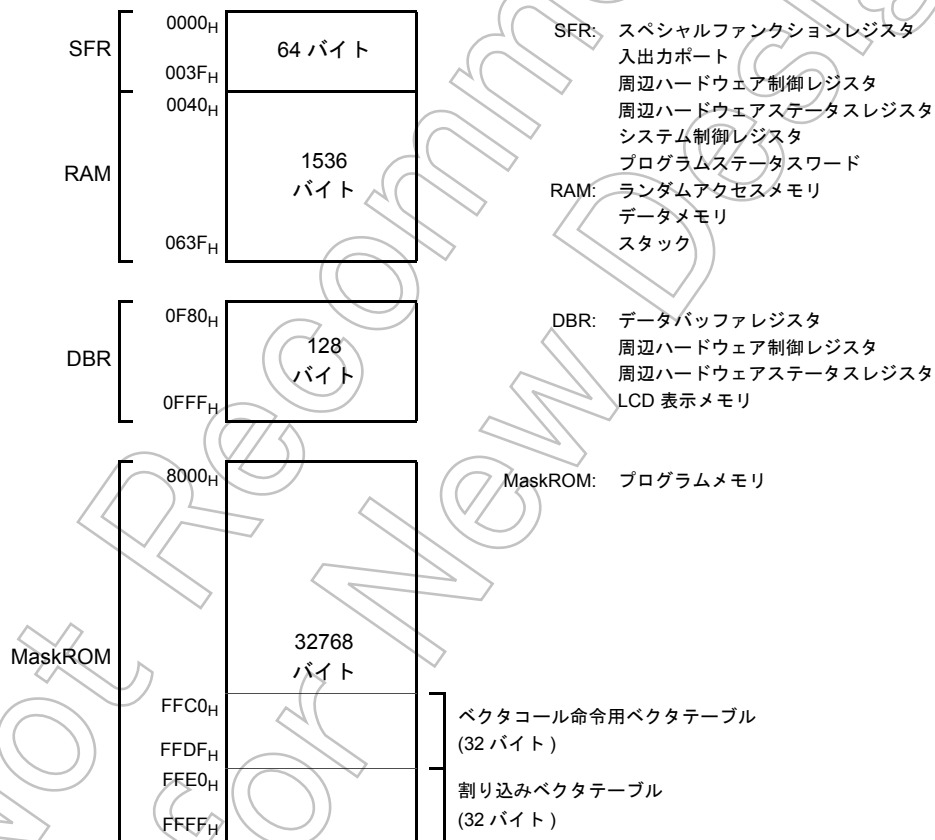 0000H
SFR
64 バイト
003FH
0040H
RAM
1536
バイト
063FH
SFR: スペシャルファンクションレジスタ
入出力ポート
周辺ハードウェア制御レジスタ
周辺ハードウェアステータスレジスタ
システム制御レジスタ
プログラムステータスワード
RAM: ランダムアクセスメモリ
データメモリ
スタック
0F80H
DBR
128
バイト
0FFFH
DBR: データバッファレジスタ
周辺ハードウェア制御レジスタ
周辺ハードウェアステータスレジスタ
LCD 表示メモリ
8000H
MaskROM: プログラムメモリ
MaskROM
32768
バイト
FFC0H
ベクタコール命令用ベクタテーブル
(32 バイト )
FFDFH
FFE0H
割り込みベクタテーブル
(32 バイト )
FFFFH
Not Recomme
for New Desig